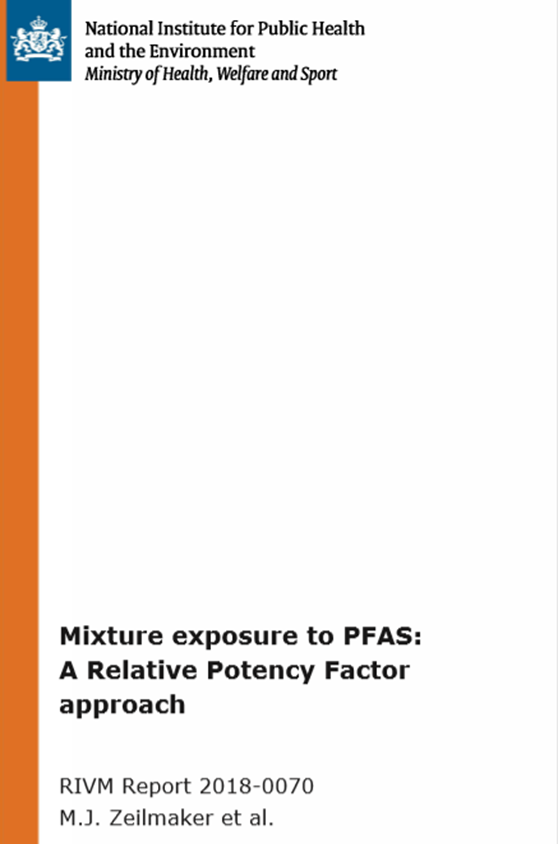 National Institute for Public Health
and the Environment
Ministry of Health, Welfare and Sport
Mixture exposure to PFAS:
A Relative Potency Factor
approach
RIVM Report 2018-0070
M.J. Zeilmaker et al.